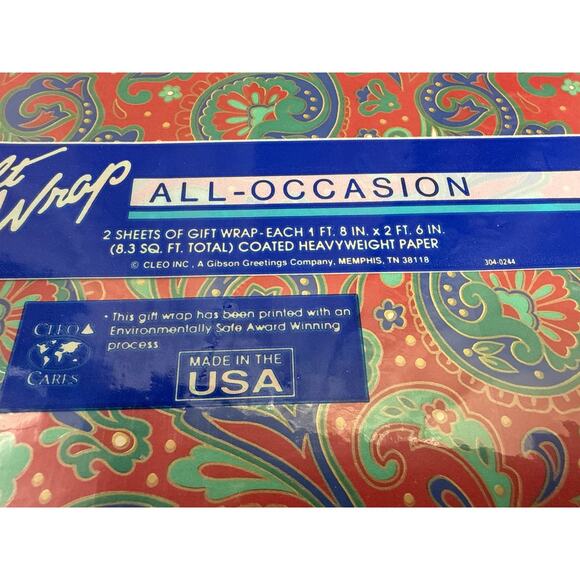 Wrap
ALL-OCCASION
2 SHEETS OF GIFT WRAP - EACH 1 FT. 8 IN. x 2 FT. 6 IN.
(8.3 SQ. FT. TOTAL) COATED HEAVYWEIGHT PAPER
© CLEO INC., A Gibson Greetings Company, MEMPHIS, TN 38118 304-0244
• This gift wrap has been printed with an
Environmentally Safe Award Winning
process.
CLEO
CARES
MADE IN THE
USA